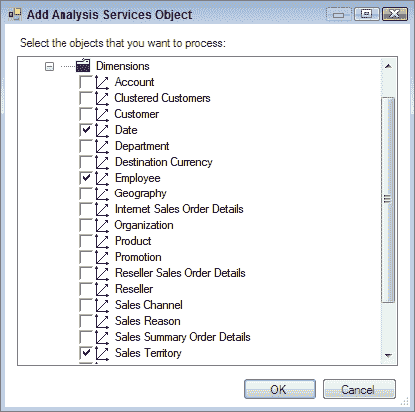 Add Analysis Services Object
Select the objects that you want to process:
Dimensions
Account
Clustered Customers
Customer
Date
Department
Destination Currency
Employee
Geography
Internet Sales Order Details
Organization
Product
Promotion
Reseller Sales Order Details
Reseller
Sales Channel
Sales Reason
Sales Summary Order Details
Sales Territory
OK Cancel